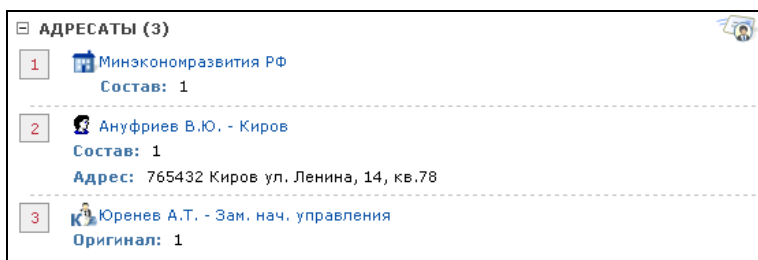 АДРЕСАТЫ (3)
1 Минэкономразвития РФ
Состав: 1
2 Ануфриев В.Ю. - Киров
Состав: 1
Адрес: 765432 Киров ул. Ленина, 14, кв.78
3 Юренев А.Т. - Зам. нач. управления
Оригинал: 1